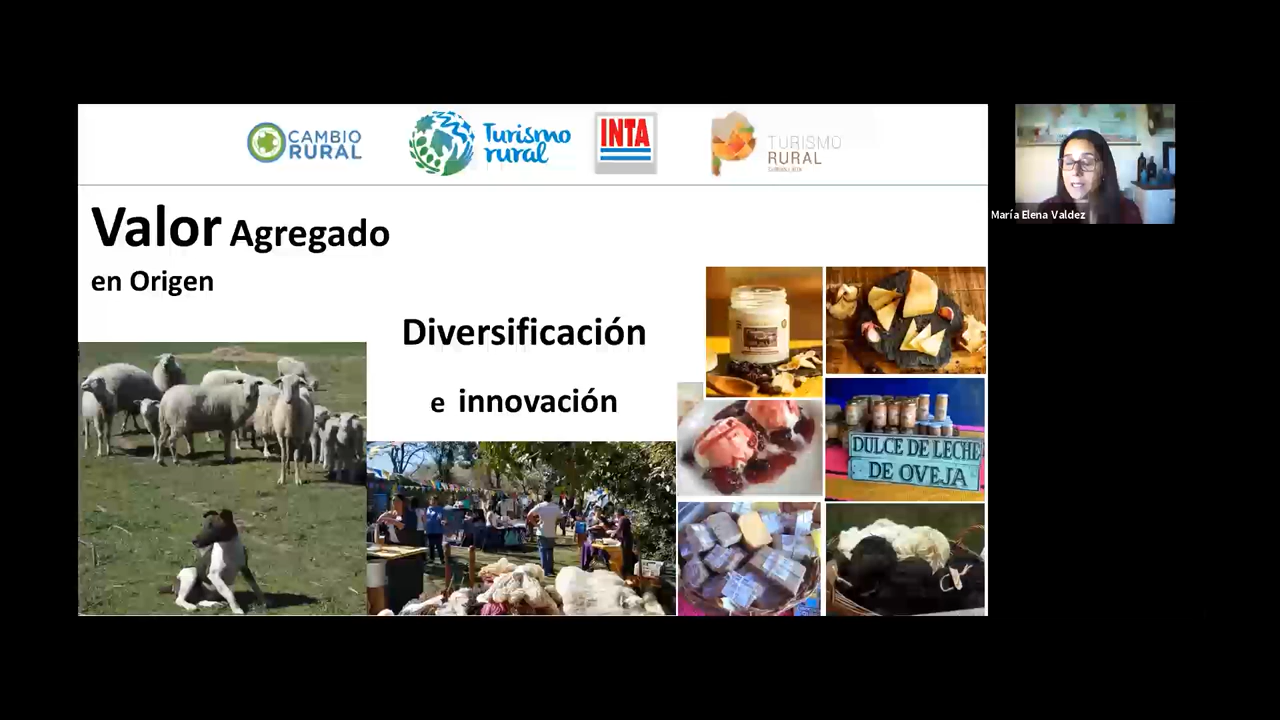 CAMBIO
RURAL
Turismo
rural
INTA
TURISMO
RURAL
María Elena Valdez
Valor Agregado
en Origen
Diversificación
e innovación
DULCE DE LECHE
DE OVEJA